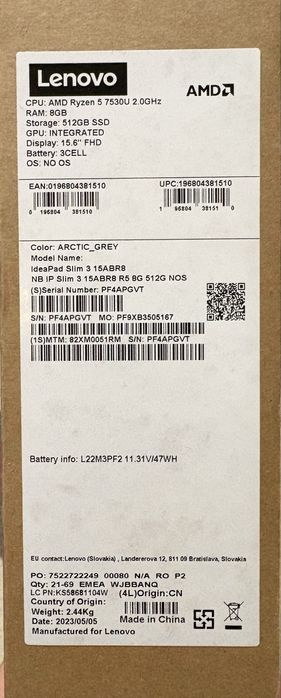 Lenovo
AMD
CPU: AMD Ryzen 5 7530U 2.0GHz
RAM: 8GB
Storage: 512GB SSD
GPU: INTEGRATED
Display: 15.6" FHD
Battery: 3CELL
OS: NO OS
EAN:0196804381510 UPC:196804381510
0 196804 381510 1 96804 38151 0
Color: ARCTIC_GREY
Model Name:
IdeaPad Slim 3 15ABR8
NB IP Slim 3 15ABR8 R5 8G 512G NOS
(S)Serial Number: PF4APGVT
S/N: PF4APGVT MO: PF9XB3505167
(1S)MTM: 82XM0051RM S/N: PF4APGVT
Battery info: L22M3PF2 11.31V/47WH
EU contact:Lenovo (Slovakia) , Landererova 12, 811 09 Bratislava, Slovakia
PO: 7522722249 00080 N/A RO P2
Qty: 21-69 EMEA WJBBANQ
LC PN:KS58681104W (4L)Origin:CN
Country of Origin:
Weight: 2.44Kg Made in China
Date: 2023/05/05
Manufactured for Lenovo